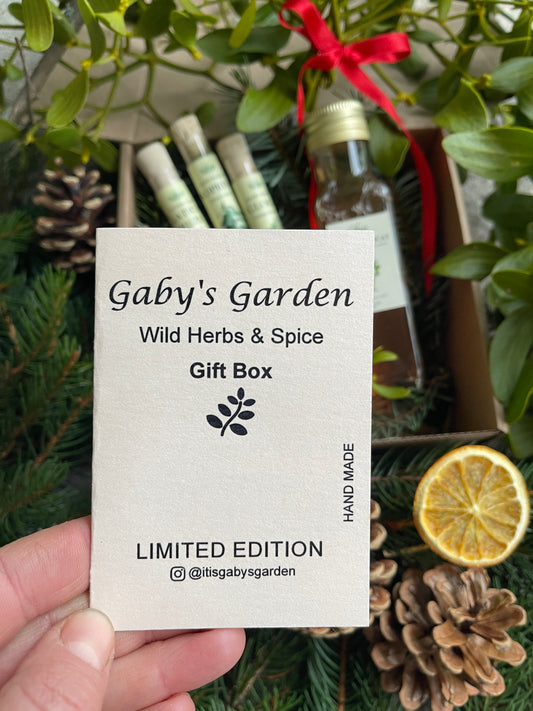 Gaby's Garden
Wild Herbs & Spice
Gift Box
HAND MADE
LIMITED EDITION
@itisgabysgarden